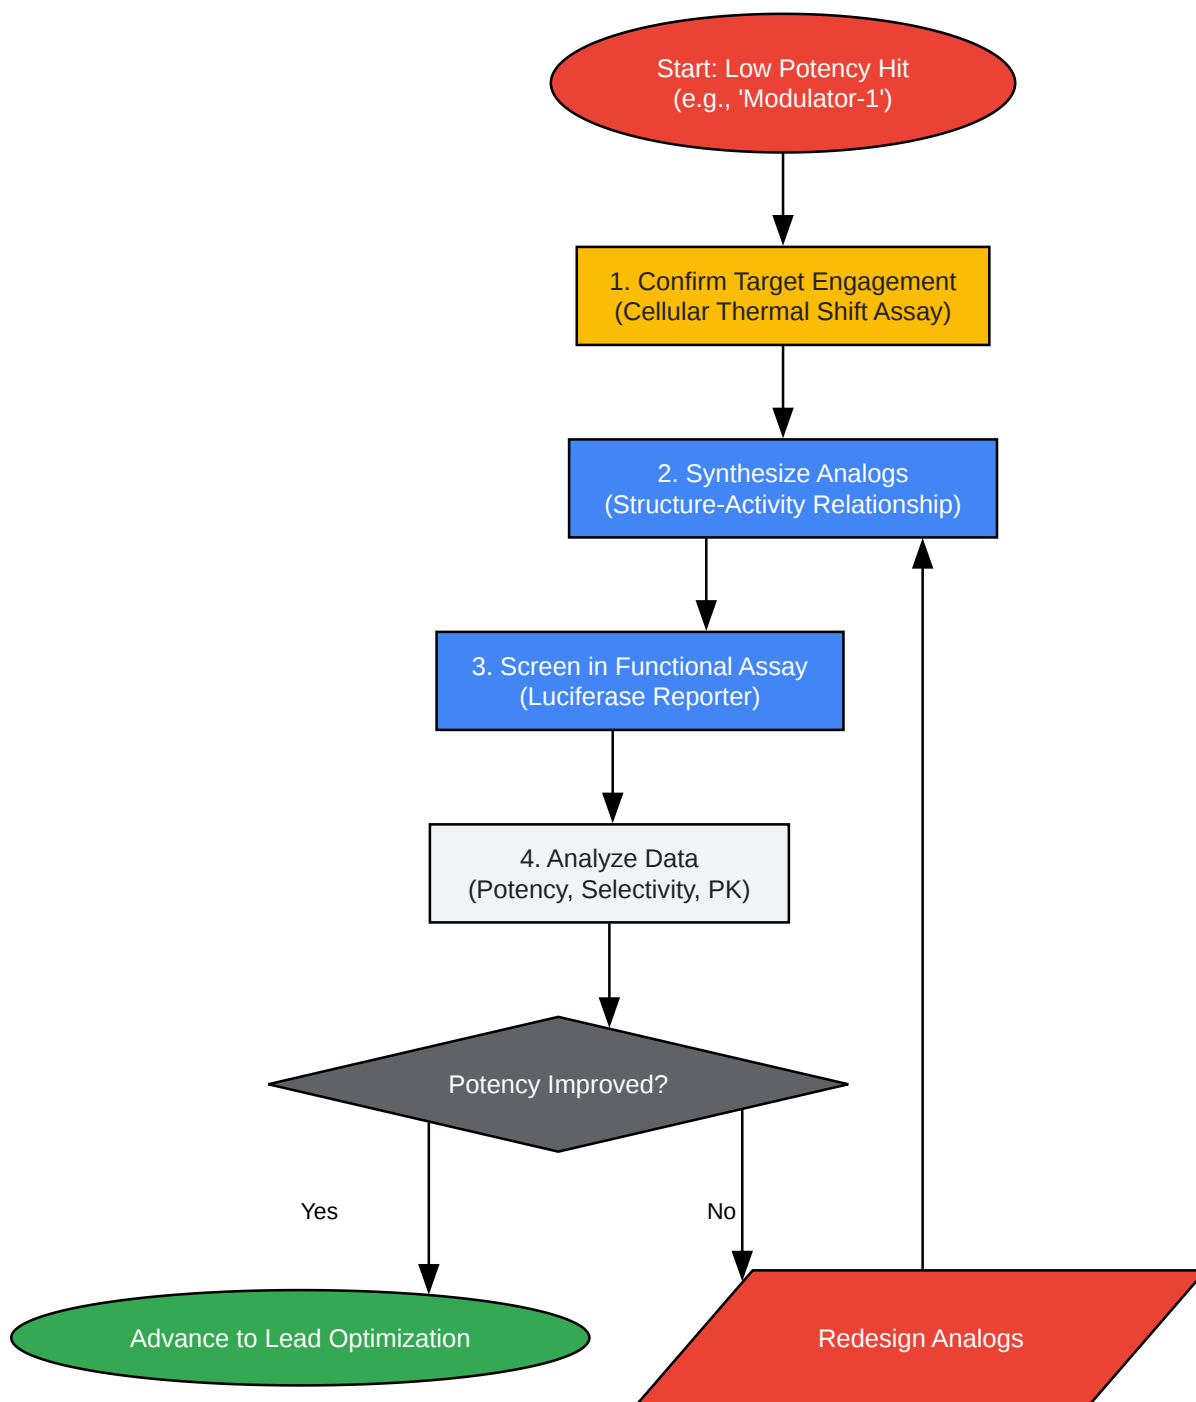 Start: Low Potency Hit
(e.g., 'Modulator-1')
1. Confirm Target Engagement
(Cellular Thermal Shift Assay)
2. Synthesize Analogs
(Structure-Activity Relationship)
3. Screen in Functional Assay
(Luciferase Reporter)
4. Analyze Data
(Potency, Selectivity, PK)
Potency Improved?
Yes
No
Advance to Lead Optimization
Redesign Analogs